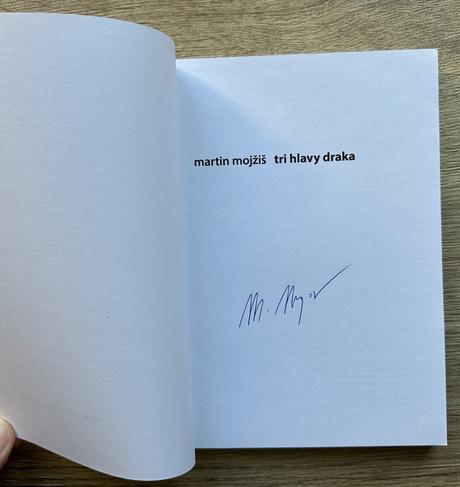 martin mojžiš tri hlavy draka